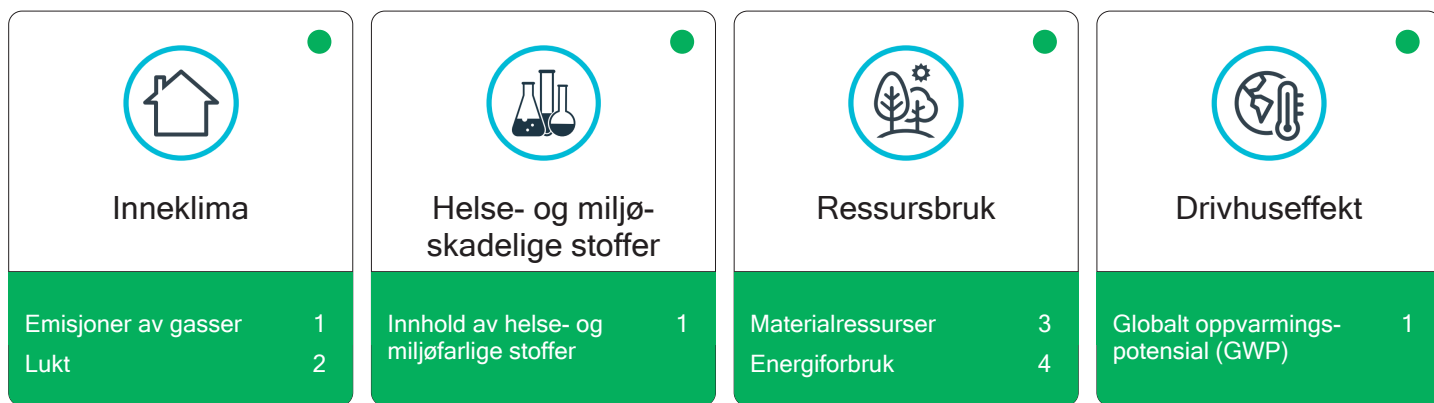 Inneklima
Emisjoner av gasser 1
Lukt 2
Helse- og miljø-
skadelige stoffer
Innhold av helse- og 1
miljøfarlige stoffer
Ressursbruk
Materialressurser 3
Energiforbruk 4
Drivhuseffekt
Globalt oppvarmings- 1
potensial (GWP)